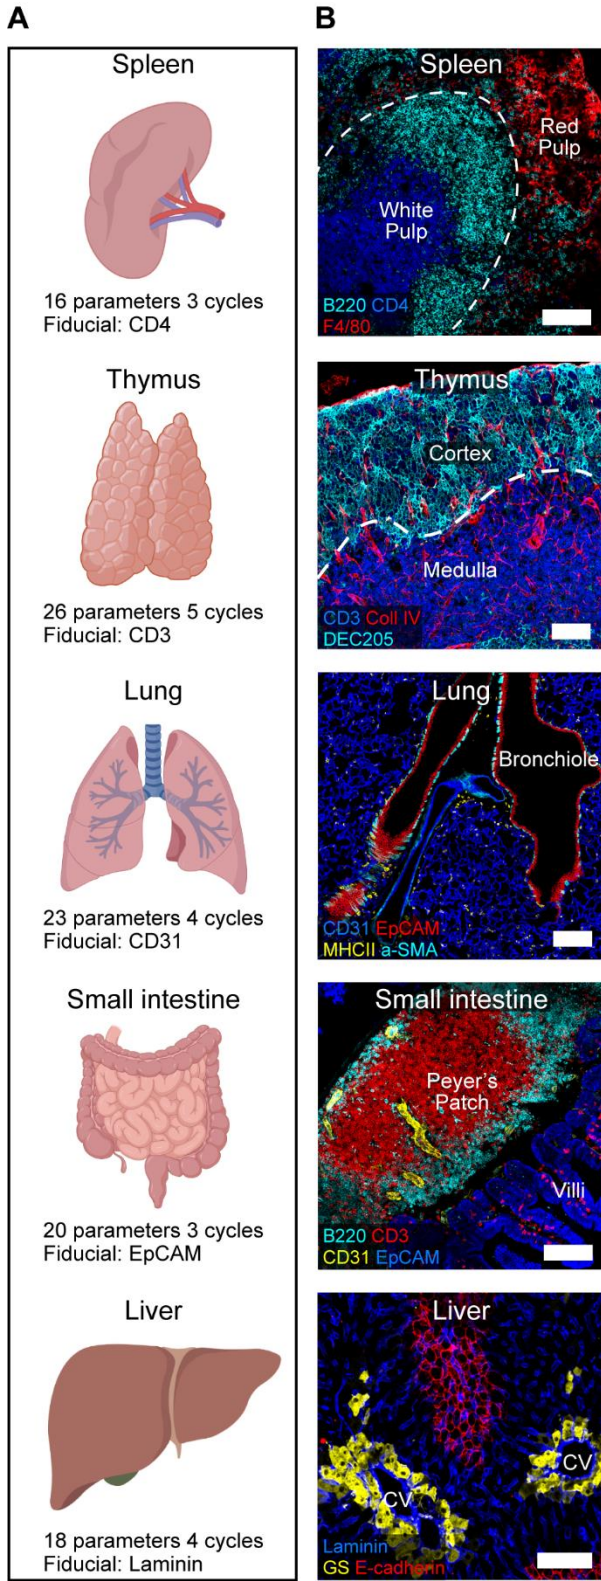 A
Spleen
16 parameters 3 cycles
Fiducial: CD4
Thymus
26 parameters 5 cycles
Fiducial: CD3
Lung
23 parameters 4 cycles
Fiducial: CD31
Small intestine
20 parameters 3 cycles
Fiducial: EpCAM
Liver
18 parameters 4 cycles
Fiducial: Laminin
B
Spleen
Red
Pulp
White
Pulp
B220 CD4
F4/80
Thymus
Cortex
Medulla
CD3 Coll IV
DEC205
Lung
Bronchiole
CD31 EpCAM
MHCII a-SMA
Small intestine
Peyer's
Patch
Villi
B220 CD3
CD31 EpCAM
Liver
CV
CV
Laminin
GS E-cadherin